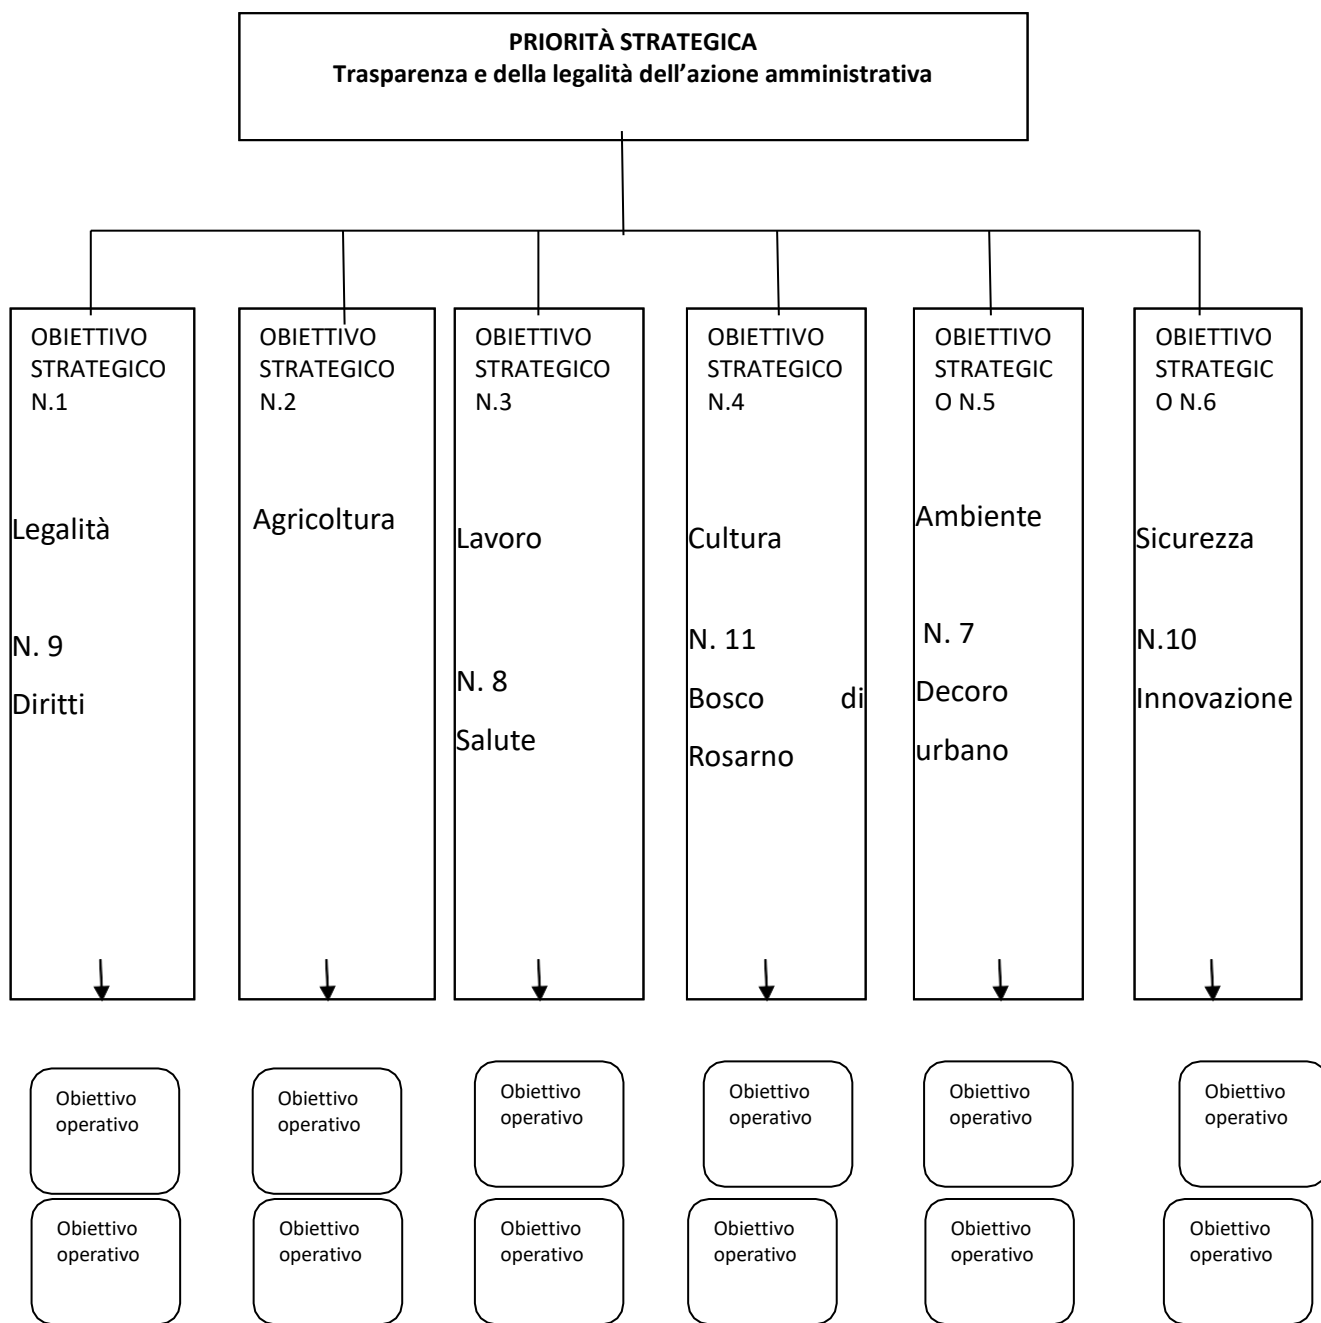 PRIORITÀ STRATEGICA
Trasparenza e della legalità dell’azione amministrativa
OBIETTIVO
STRATEGICO
N.1
Legalità
N. 9
Diritti
OBIETTIVO
STRATEGICO
N.2
Agricoltura
OBIETTIVO
STRATEGICO
N.3
Lavoro
N. 8
Salute
OBIETTIVO
STRATEGICO
N.4
Cultura
N. 11
Bosco di
Rosarno
OBIETTIVO
STRATEGIC
O N.5
Ambiente
N. 7
Decoro
urbano
OBIETTIVO
STRATEGIC
O N.6
Sicurezza
N.10
Innovazione
Obiettivo
operativo
Obiettivo
operativo
Obiettivo
operativo
Obiettivo
operativo
Obiettivo
operativo
Obiettivo
operativo
Obiettivo
operativo
Obiettivo
operativo
Obiettivo
operativo
Obiettivo
operativo
Obiettivo
operativo
Obiettivo
operativo